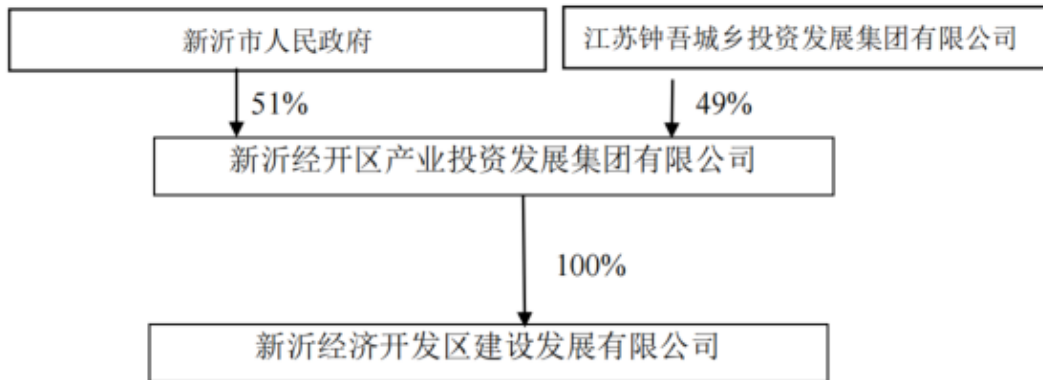 新沂市人民政府
江苏钟吾城乡投资发展集团有限公司
51%
49%
新沂经开区产业投资发展集团有限公司
100%
新沂经济开发区建设发展有限公司